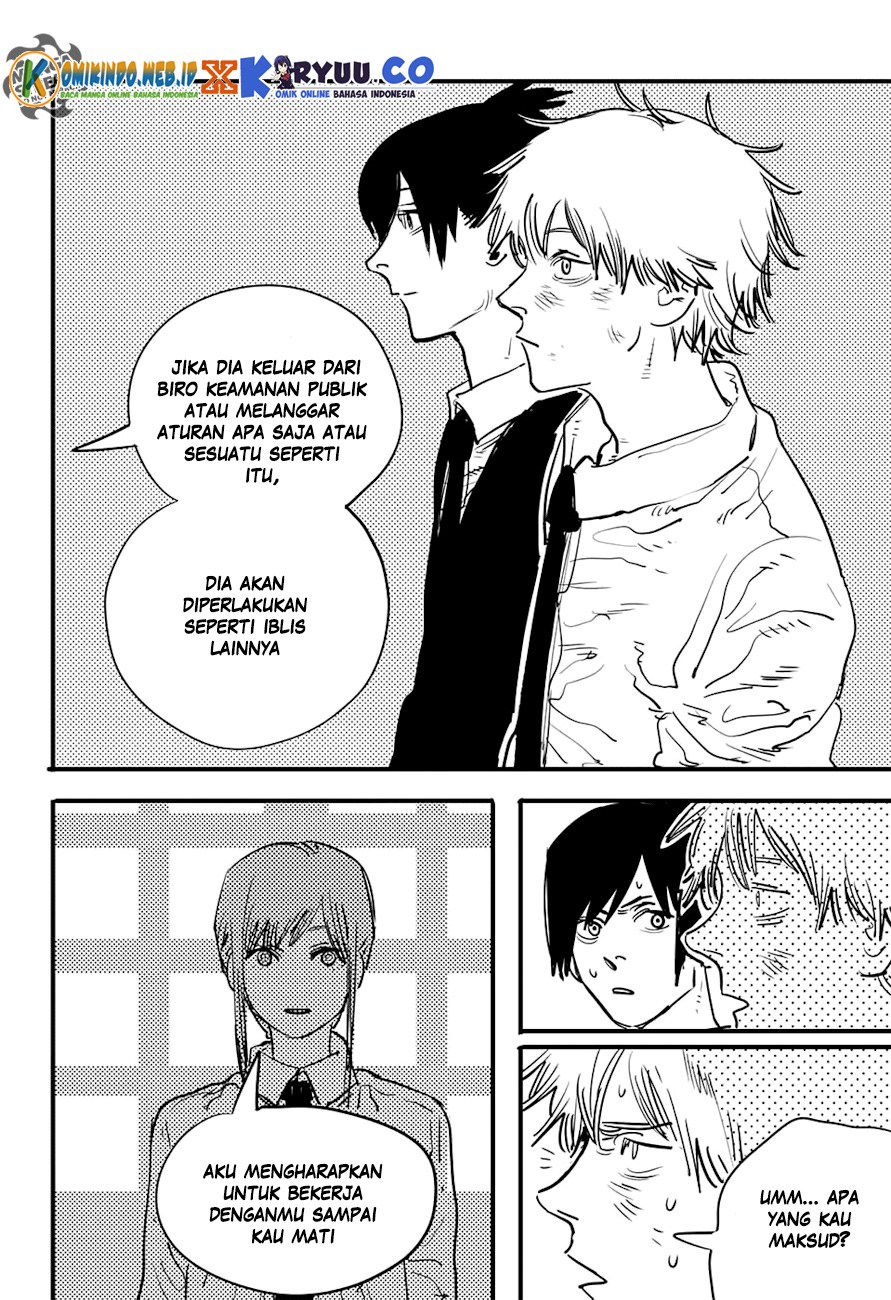 KOMIKINDO.WEB.ID X KIRYUU.CO
BACA MANGA ONLINE BAHASA INDONESIA
KOMIK ONLINE BAHASA INDONESIA
JIKA DIA KELUAR DARI
BIRO KEAMANAN PUBLIK
ATAU MELANGGAR
ATURAN APA SAJA ATAU
SESUATU SEPERTI
ITU,
DIA AKAN
DIPERLAKUKAN
SEPERTI IBLIS
LAINNYA
AKU MENGHARAPKAN
UNTUK BEKERJA
DENGANMU SAMPAI
KAU MATI
UMM... APA
YANG KAU
MAKSUD?